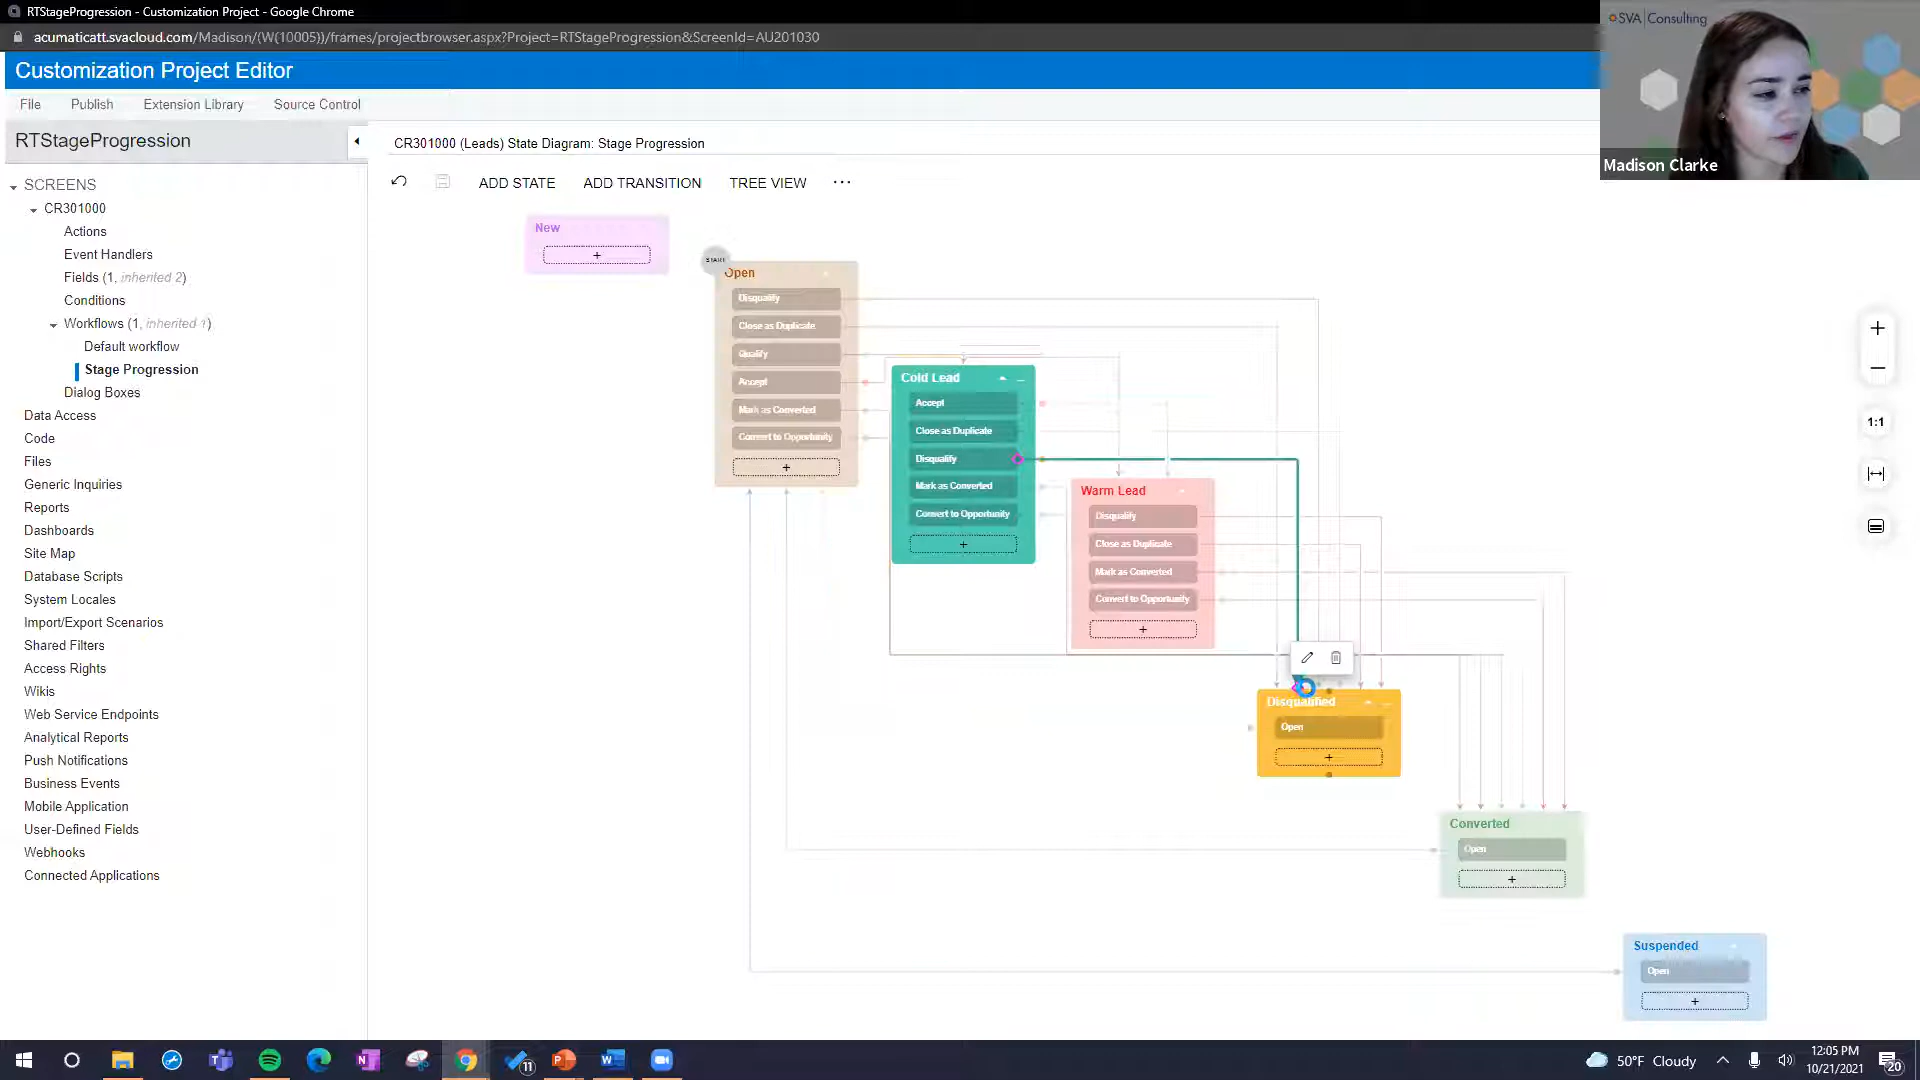 RTStageProgression - Customization Project - Google Chrome
acumaticatt.svacloud.com/Madison/(W(10005))/frames/projectbrowser.aspx?Project=RTStageProgression&ScreenId=AU201030
Customization Project Editor
File Publish Extension Library Source Control
RTStageProgression
SCREENS
CR301000
Actions
Event Handlers
Fields (1, inherited 2)
Conditions
Workflows (1, inherited 1)
Default workflow
Stage Progression
Dialog Boxes
Data Access
Code
Files
Generic Inquiries
Reports
Dashboards
Site Map
Database Scripts
System Locales
Import/Export Scenarios
Shared Filters
Access Rights
Wikis
Web Service Endpoints
Analytical Reports
Push Notifications
Business Events
Mobile Application
User-Defined Fields
Webhooks
Connected Applications
CR301000 (Leads) State Diagram: Stage Progression
ADD STATE ADD TRANSITION TREE VIEW ...
New
+
START
Open
Disqualify
Close as Duplicate
Qualify
Accept
Mark as Converted
Convert to Opportunity
+
Cold Lead
Accept
Close as Duplicate
Disqualify
Mark as Converted
Convert to Opportunity
+
Warm Lead
Disqualify
Close as Duplicate
Mark as Converted
Convert to Opportunity
+
Disqualified
Open
+
Converted
Open
+
Suspended
Open
+
+
−
1:1
SVA Consulting
Madison Clarke
11
50°F Cloudy
12:05 PM
10/21/2021
20